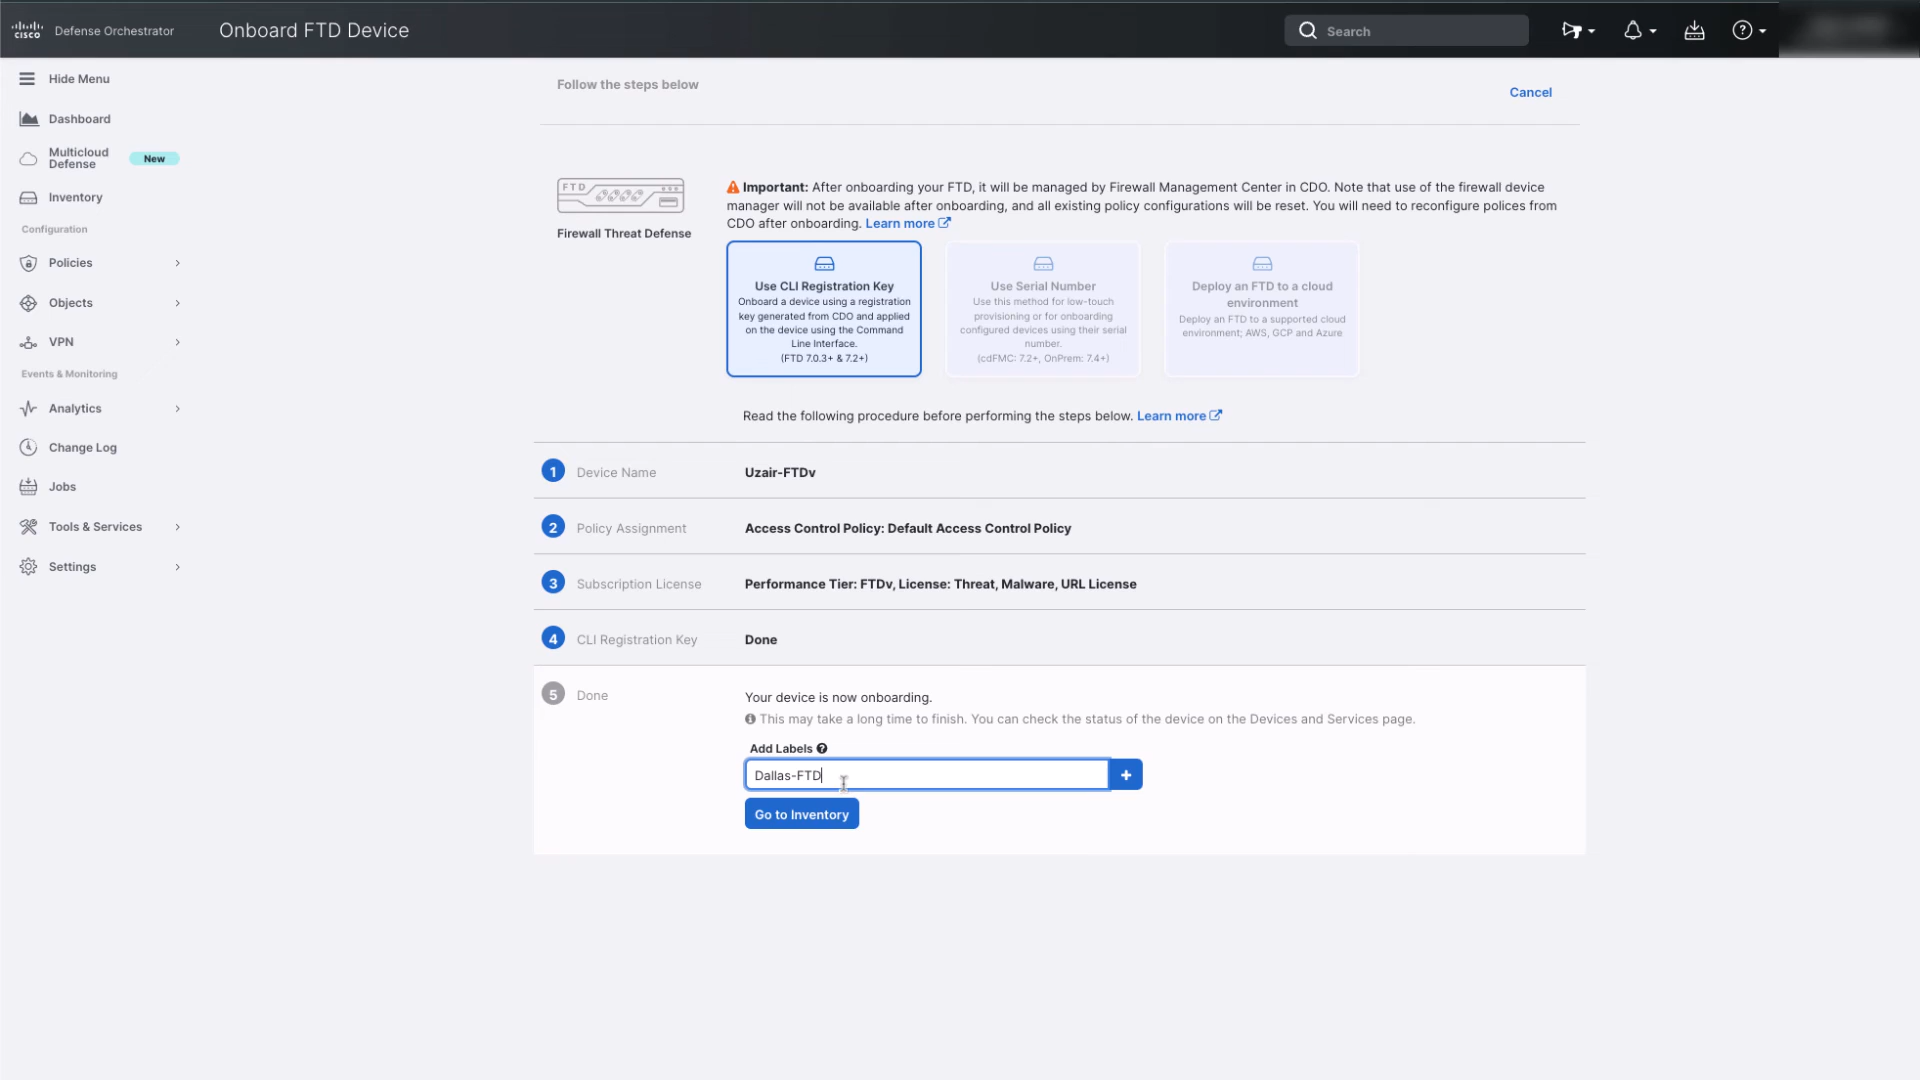 CISCO Defense Orchestrator
Onboard FTD Device
Search
Hide Menu
Dashboard
Multicloud
Defense
New
Inventory
Configuration
Policies
Objects
VPN
Events & Monitoring
Analytics
Change Log
Jobs
Tools & Services
Settings
Follow the steps below
Cancel
FTD
Firewall Threat Defense
Important: After onboarding your FTD, it will be managed by Firewall Management Center in CDO. Note that use of the firewall device
manager will not be available after onboarding, and all existing policy configurations will be reset. You will need to reconfigure polices from
CDO after onboarding. Learn more
Use CLI Registration Key
Onboard a device using a registration
key generated from CDO and applied
on the device using the Command
Line Interface.
(FTD 7.0.3+ & 7.2+)
Use Serial Number
Use this method for low-touch
provisioning or for onboarding
configured devices using their serial
number.
(cdFMC: 7.2+, OnPrem: 7.4+)
Deploy an FTD to a cloud
environment
Deploy an FTD to a supported cloud
environment; AWS, GCP and Azure
Read the following procedure before performing the steps below. Learn more
1 Device Name Uzair-FTDv
2 Policy Assignment Access Control Policy: Default Access Control Policy
3 Subscription License Performance Tier: FTDv, License: Threat, Malware, URL License
4 CLI Registration Key Done
5 Done Your device is now onboarding.
This may take a long time to finish. You can check the status of the device on the Devices and Services page.
Add Labels
Dallas-FTD
Go to Inventory